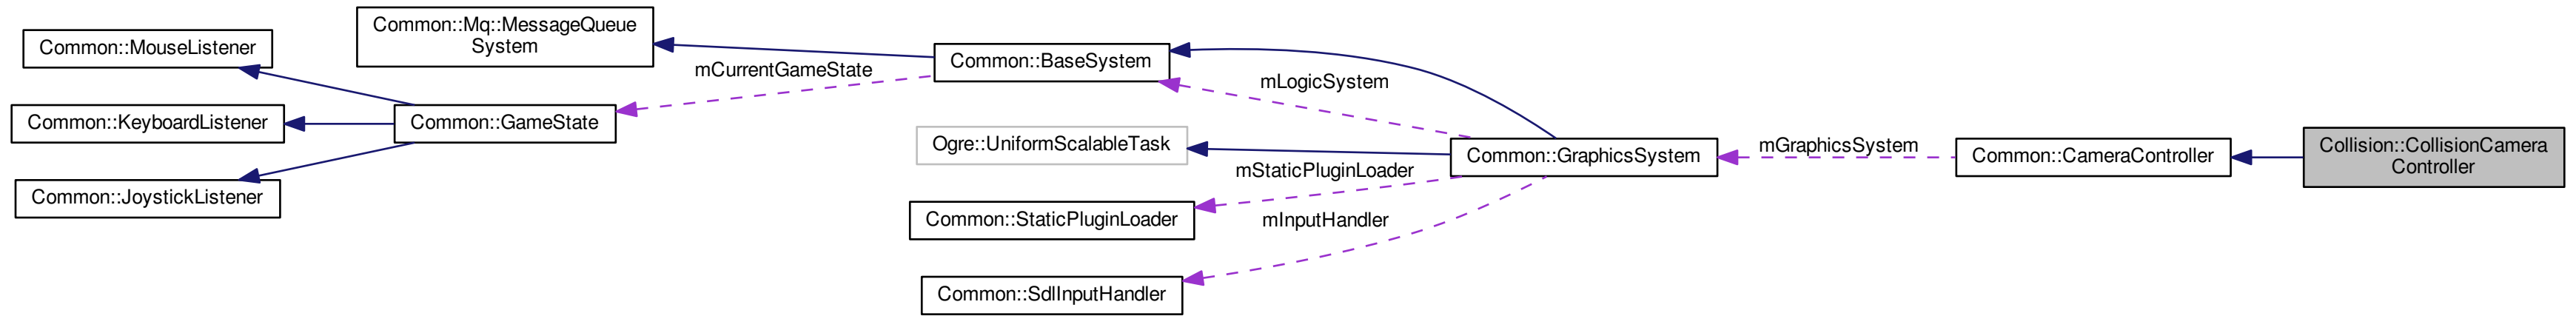 Common::MouseListener
Common::KeyboardListener
Common::JoystickListener
Common::Mq::MessageQueue
System
Common::GameState
mCurrentGameState
Common::BaseSystem
Ogre::UniformScalableTask
Common::StaticPluginLoader
Common::SdlInputHandler
mLogicSystem
mStaticPluginLoader
mInputHandler
Common::GraphicsSystem
mGraphicsSystem
Common::CameraController
Collision::CollisionCamera
Controller